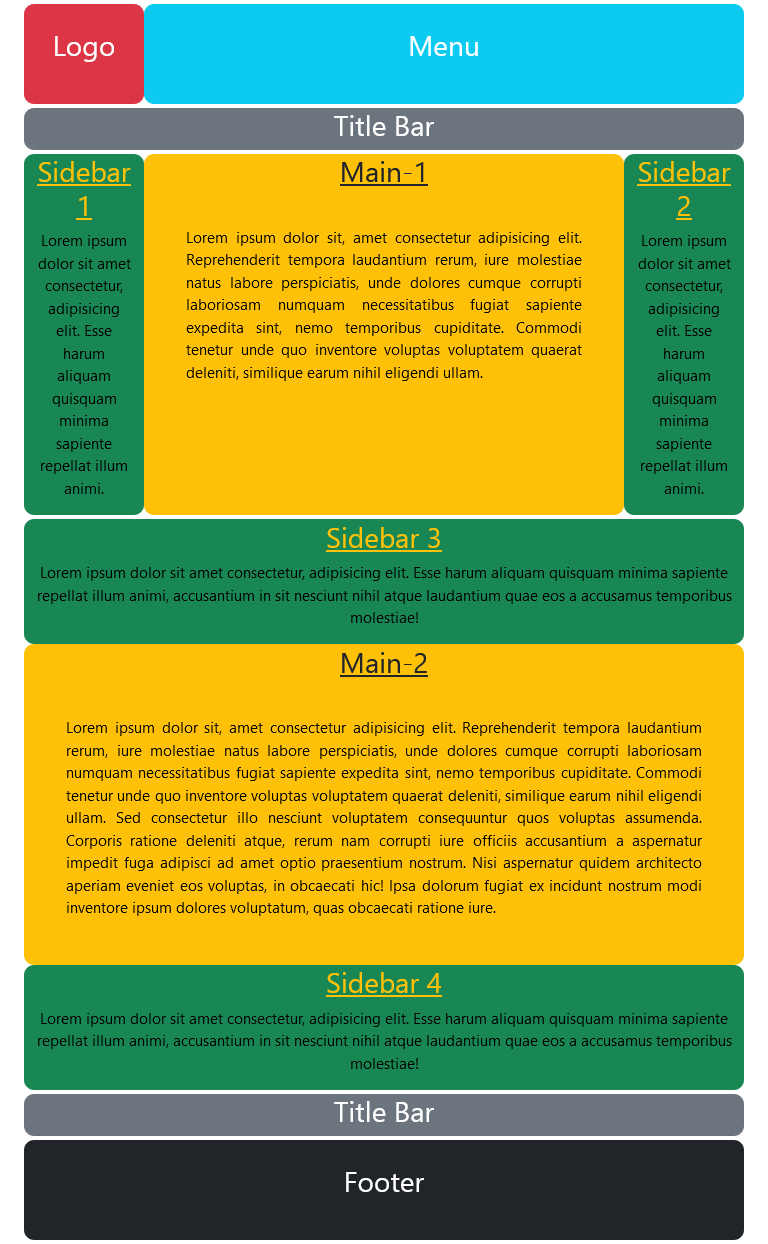 Logo
Menu
Title Bar
Sidebar
1
Lorem ipsum
dolor sit amet
consectetur,
adipisicing
elit. Esse
harum
aliquam
quisquam
minima
sapiente
repellat illum
animi.
Main-1
Lorem ipsum dolor sit, amet consectetur adipisicing elit.
Reprehenderit tempora laudantium rerum, iure molestiae
natus labore perspiciatis, unde dolores cumque corrupti
laboriosam numquam necessitatibus fugiat sapiente
expedita sint, nemo temporibus cupiditate. Commodi
tenetur unde quo inventore voluptas voluptatem quaerat
deleniti, similique earum nihil eligendi ullam.
Sidebar
2
Lorem ipsum
dolor sit amet
consectetur,
adipisicing
elit. Esse
harum
aliquam
quisquam
minima
sapiente
repellat illum
animi.
Sidebar 3
Lorem ipsum dolor sit amet consectetur, adipisicing elit. Esse harum aliquam quisquam minima sapiente
repellat illum animi, accusantium in sit nesciunt nihil atque laudantium quae eos a accusamus temporibus
molestiae!
Main-2
Lorem ipsum dolor sit, amet consectetur adipisicing elit. Reprehenderit tempora laudantium
rerum, iure molestiae natus labore perspiciatis, unde dolores cumque corrupti laboriosam
numquam necessitatibus fugiat sapiente expedita sint, nemo temporibus cupiditate. Commodi
tenetur unde quo inventore voluptas voluptatem quaerat deleniti, similique earum nihil eligendi
ullam. Sed consectetur illo nesciunt voluptatem consequuntur quos voluptas assumenda.
Corporis ratione deleniti atque, rerum nam corrupti iure officiis accusantium a aspernatur
impedit fuga adipisci ad amet optio praesentium nostrum. Nisi aspernatur quidem architecto
aperiam eveniet eos voluptas, in obcaecati hic! Ipsa dolorum fugiat ex incidunt nostrum modi
inventore ipsum dolores voluptatum, quas obcaecati ratione iure.
Sidebar 4
Lorem ipsum dolor sit amet consectetur, adipisicing elit. Esse harum aliquam quisquam minima sapiente
repellat illum animi, accusantium in sit nesciunt nihil atque laudantium quae eos a accusamus temporibus
molestiae!
Title Bar
Footer